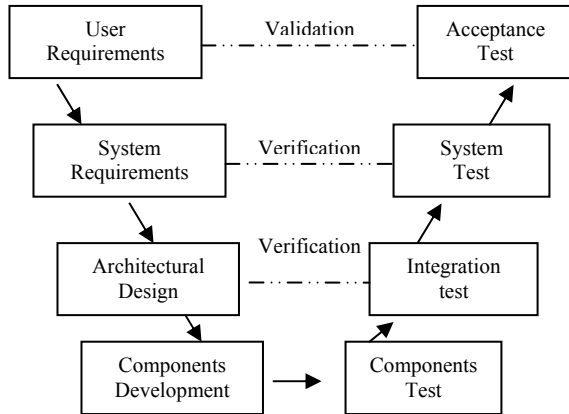 User
Requirements
Validation
Acceptance
Test
System
Requirements
Verification
System
Test
Architectural
Design
Verification
Integration
test
Components
Development
Components
Test